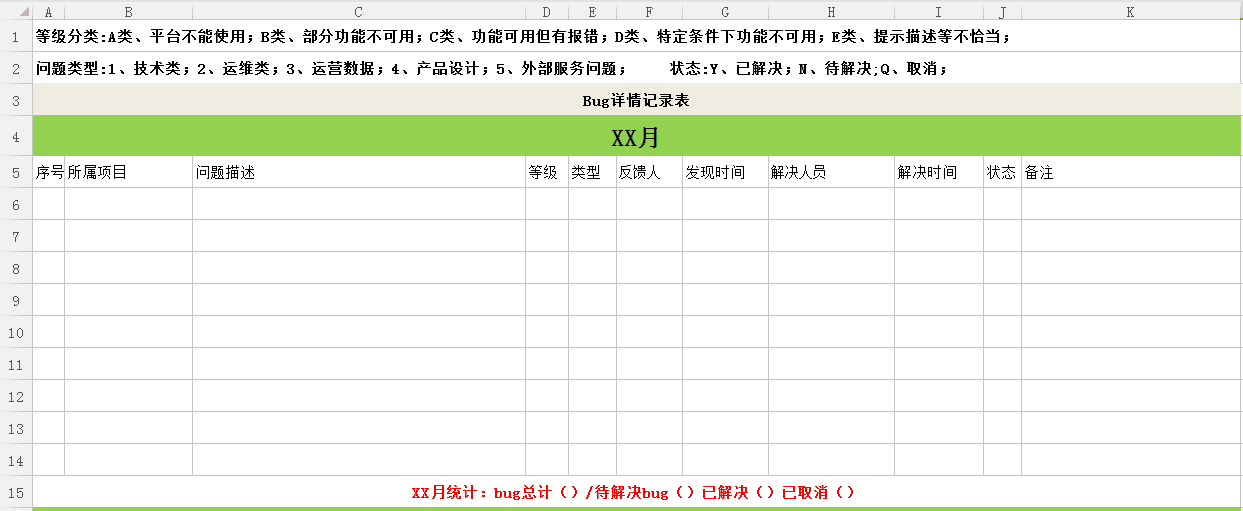 A B C D E F G H I J K
1 等级分类:A类、平台不能使用；B类、部分功能不可用；C类、功能可用但有报错；D类、特定条件下功能不可用；E类、提示描述等不恰当；
2 问题类型:1、技术类；2、运维类；3、运营数据；4、产品设计；5、外部服务问题； 状态:Y、已解决；N、待解决;Q、取消；
3 Bug详情记录表
4 XX月
5 序号 所属项目 问题描述 等级 类型 反馈人 发现时间 解决人员 解决时间 状态 备注
6
7
8
9
10
11
12
13
14
15 XX月统计：bug总计（）/待解决bug（）已解决（）已取消（）